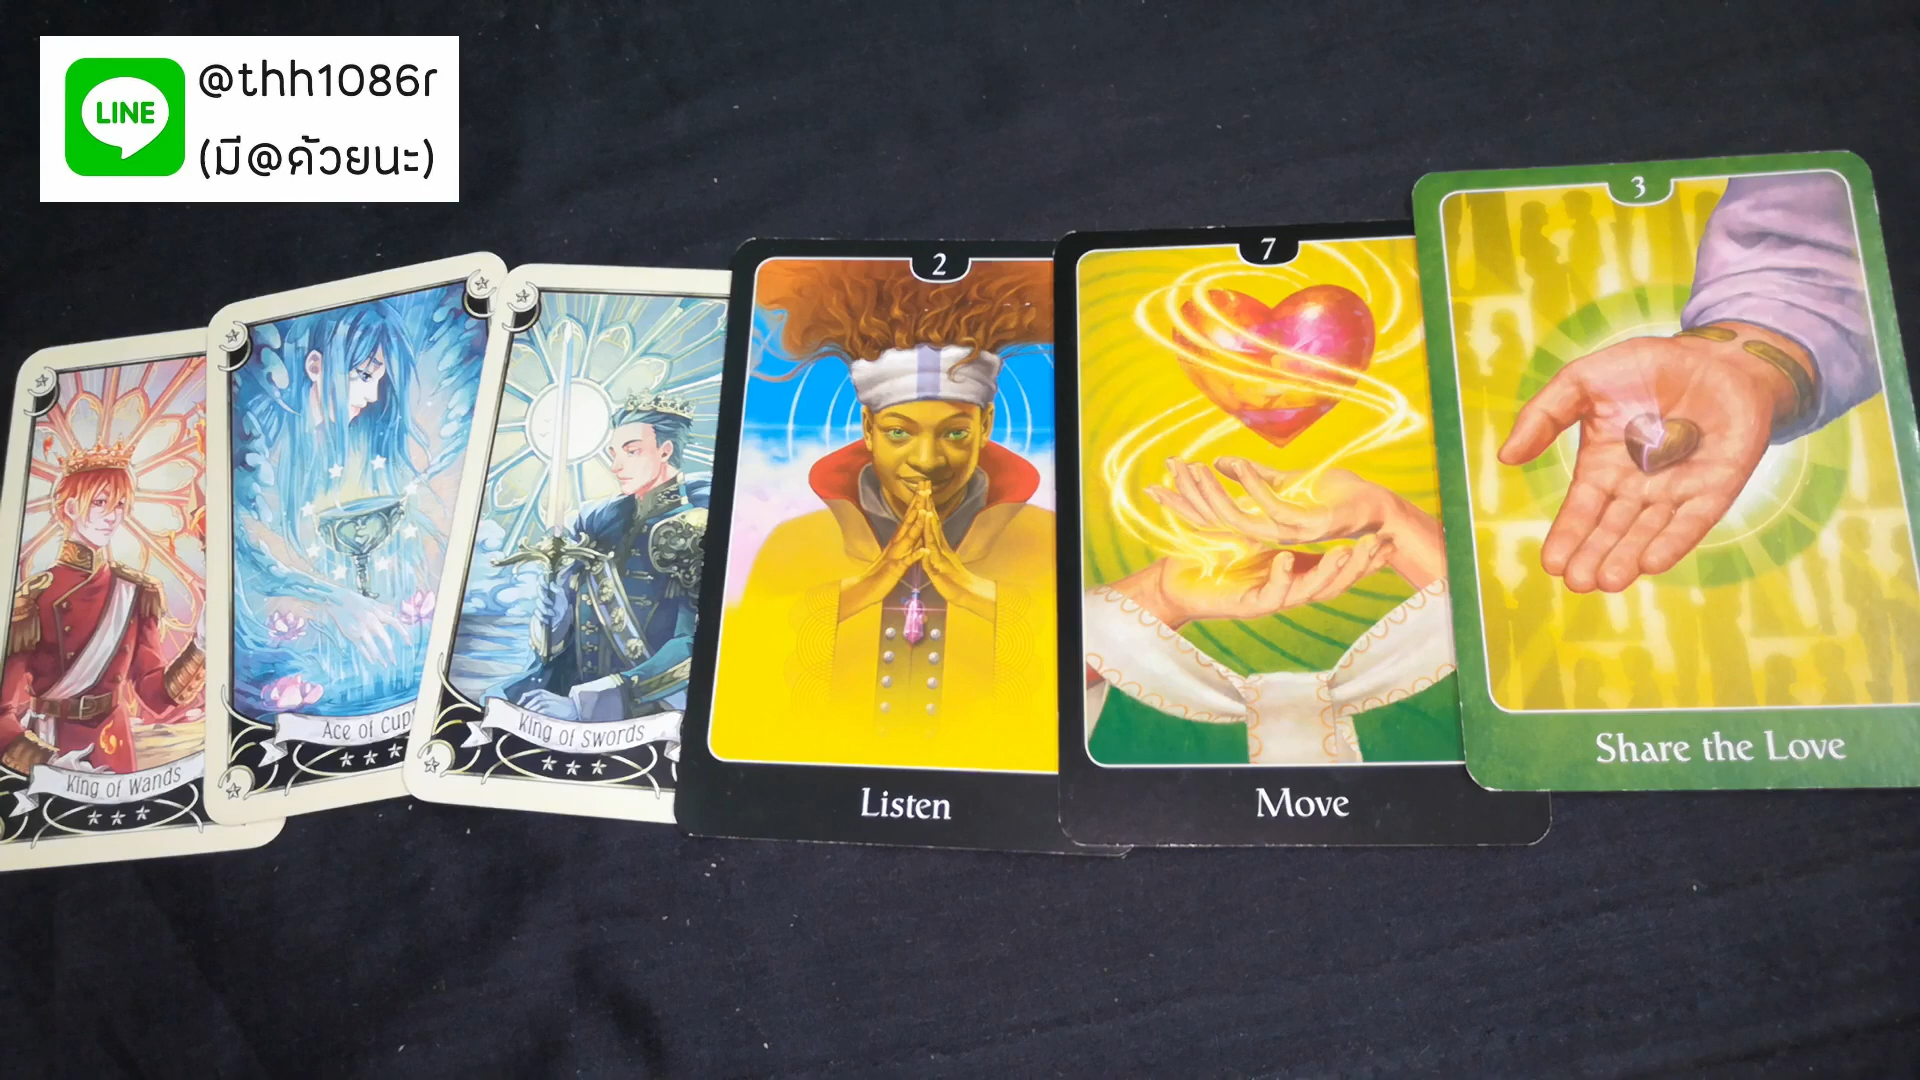 LINE
@thh1086r
(มี@ด้วยนะ)
King of Wands
Ace of Cups
King of Swords
2
Listen
7
Move
3
Share the Love